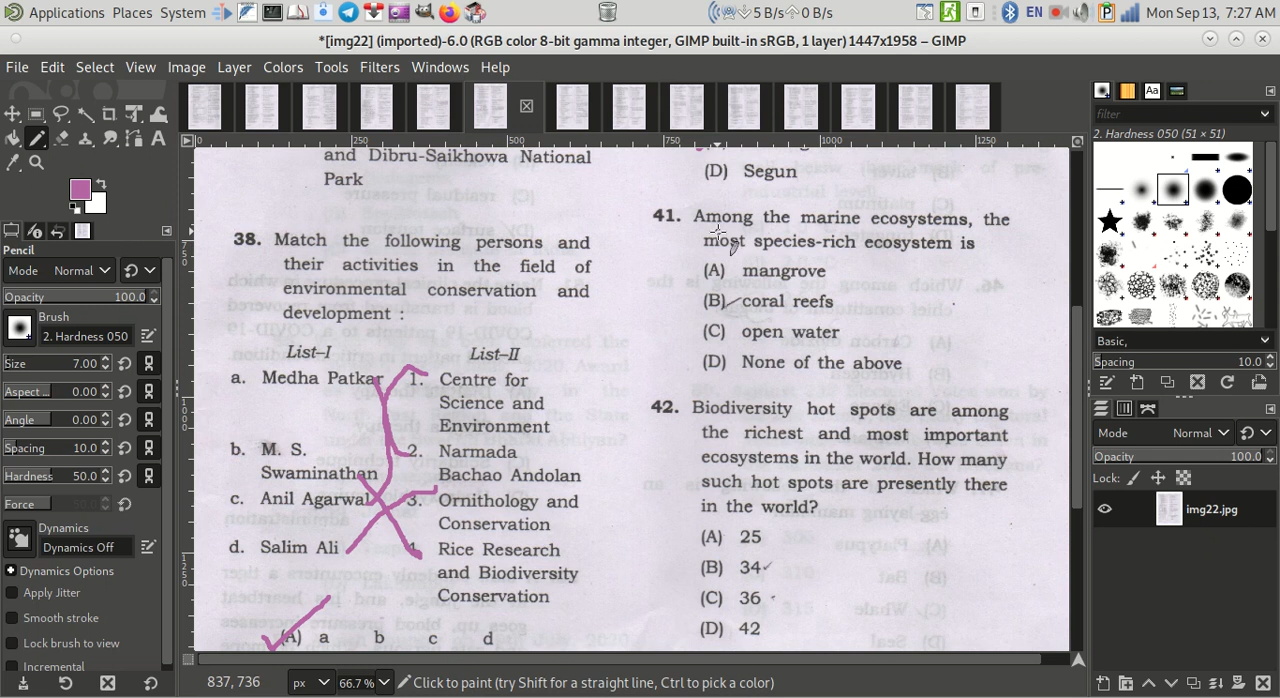 Applications Places System EN 5 B/s 0 B/s Mon Sep 13, 7:27 AM
*[img22] (imported)-6.0 (RGB color 8-bit gamma integer, GIMP built-in sRGB, 1 layer) 1447x1958 – GIMP
File Edit Select View Image Layer Colors Tools Filters Windows Help
0 250 500 750 1000 1250
Pencil
Mode Normal
Opacity 100.0
Brush
2. Hardness 050
Size 7.00
Aspect ... 0.00
Angle 0.00
Spacing 10.0
Hardness 50.0
Force
Dynamics
Dynamics Off
Dynamics Options
Apply Jitter
Smooth stroke
Lock brush to view
Incremental
and Dibru-Saikhowa National
Park
38. Match the following persons and
their activities in the field of
environmental conservation and
development :
List–I List–II
a. Medha Patkar 1. Centre for
Science and
Environment
b. M. S. 2. Narmada
Swaminathan Bachao Andolan
c. Anil Agarwal 3. Ornithology and
Conservation
d. Salim Ali 4. Rice Research
and Biodiversity
Conservation
(A) a b c d
(D) Segun
41. Among the marine ecosystems, the
most species-rich ecosystem is
(A) mangrove
(B) coral reefs
(C) open water
(D) None of the above
42. Biodiversity hot spots are among
the richest and most important
ecosystems in the world. How many
such hot spots are presently there
in the world?
(A) 25
(B) 34
(C) 36
(D) 42
837, 736 px 66.7% Click to paint (try Shift for a straight line, Ctrl to pick a color)
Aa
filter
2. Hardness 050 (51 × 51)
Basic,
Spacing 10.0
Mode Normal
Opacity 100.0
Lock:
img22.jpg